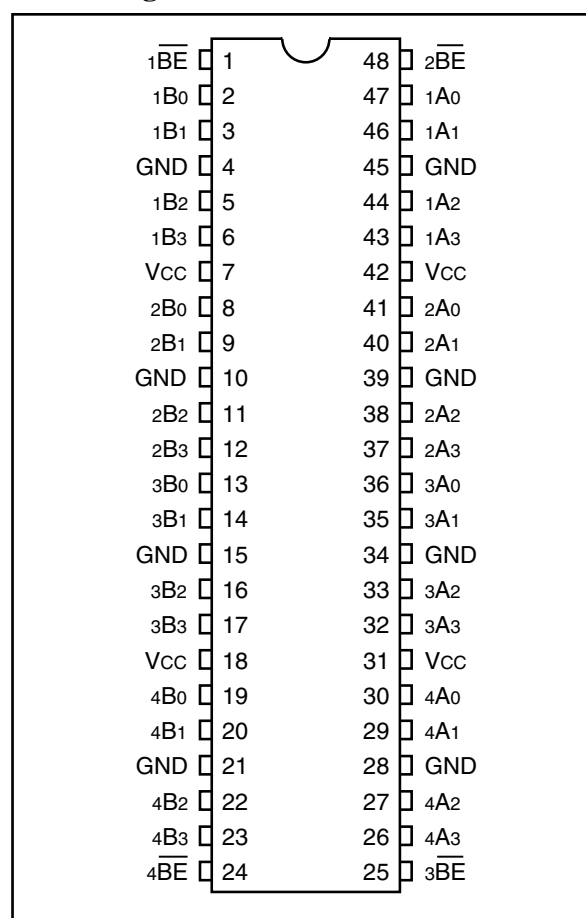 1B̅E̅ 1 48 2B̅E̅
1B0 2 47 1A0
1B1 3 46 1A1
GND 4 45 GND
1B2 5 44 1A2
1B3 6 43 1A3
VCC 7 42 VCC
2B0 8 41 2A0
2B1 9 40 2A1
GND 10 39 GND
2B2 11 38 2A2
2B3 12 37 2A3
3B0 13 36 3A0
3B1 14 35 3A1
GND 15 34 GND
3B2 16 33 3A2
3B3 17 32 3A3
VCC 18 31 VCC
4B0 19 30 4A0
4B1 20 29 4A1
GND 21 28 GND
4B2 22 27 4A2
4B3 23 26 4A3
4B̅E̅ 24 25 3B̅E̅